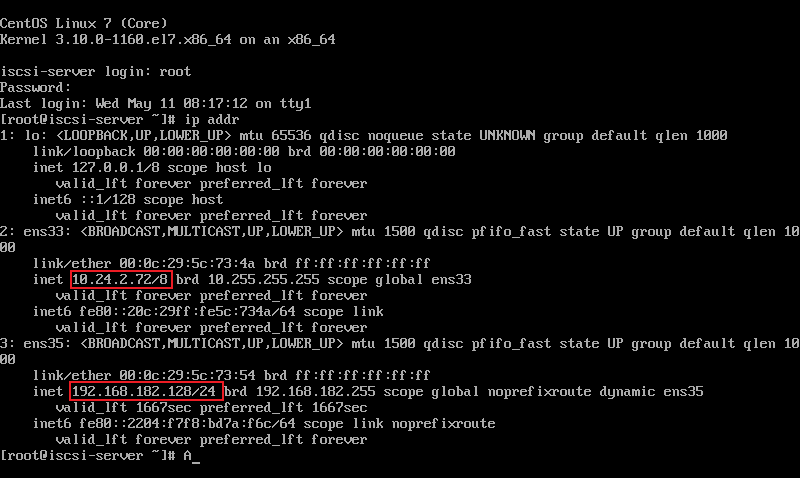 CentOS Linux 7 (Core)
Kernel 3.10.0-1160.el7.x86_64 on an x86_64
iscsi-server login: root
Password:
Last login: Wed May 11 08:17:12 on tty1
[root@iscsi-server ~]# ip addr
1: lo: <LOOPBACK,UP,LOWER_UP> mtu 65536 qdisc noqueue state UNKNOWN group default qlen 1000
link/loopback 00:00:00:00:00:00 brd 00:00:00:00:00:00
inet 127.0.0.1/8 scope host lo
valid_lft forever preferred_lft forever
inet6 ::1/128 scope host
valid_lft forever preferred_lft forever
2: ens33: <BROADCAST,MULTICAST,UP,LOWER_UP> mtu 1500 qdisc pfifo_fast state UP group default qlen 10
00
link/ether 00:0c:29:5c:73:4a brd ff:ff:ff:ff:ff:ff
inet 10.24.2.72/8 brd 10.255.255.255 scope global ens33
valid_lft forever preferred_lft forever
inet6 fe80::20c:29ff:fe5c:734a/64 scope link
valid_lft forever preferred_lft forever
3: ens35: <BROADCAST,MULTICAST,UP,LOWER_UP> mtu 1500 qdisc pfifo_fast state UP group default qlen 10
00
link/ether 00:0c:29:5c:73:54 brd ff:ff:ff:ff:ff:ff
inet 192.168.182.128/24 brd 192.168.182.255 scope global noprefixroute dynamic ens35
valid_lft 1667sec preferred_lft 1667sec
inet6 fe80::2204:f7f8:bd7a:f6c/64 scope link noprefixroute
valid_lft forever preferred_lft forever
[root@iscsi-server ~]# A_